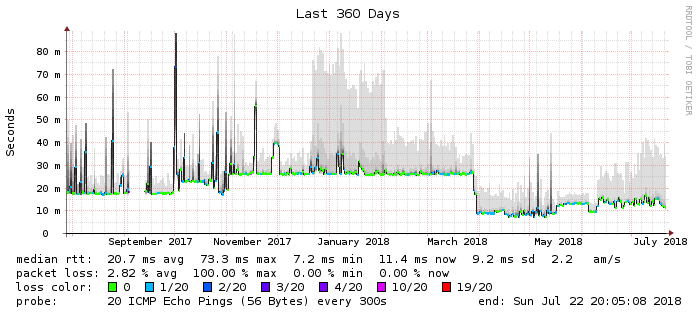 Last 360 Days
RRDTOOL / TOBI OETIKER
Seconds
80 m
70 m
60 m
50 m
40 m
30 m
20 m
10 m
0
September 2017 November 2017 January 2018 March 2018 May 2018 July 2018
median rtt: 20.7 ms avg 73.3 ms max 7.2 ms min 11.4 ms now 9.2 ms sd 2.2 am/s
packet loss: 2.82 % avg 100.00 % max 0.00 % min 0.00 % now
loss color: 0 1/20 2/20 3/20 4/20 10/20 19/20
probe: 20 ICMP Echo Pings (56 Bytes) every 300s end: Sun Jul 22 20:05:08 2018